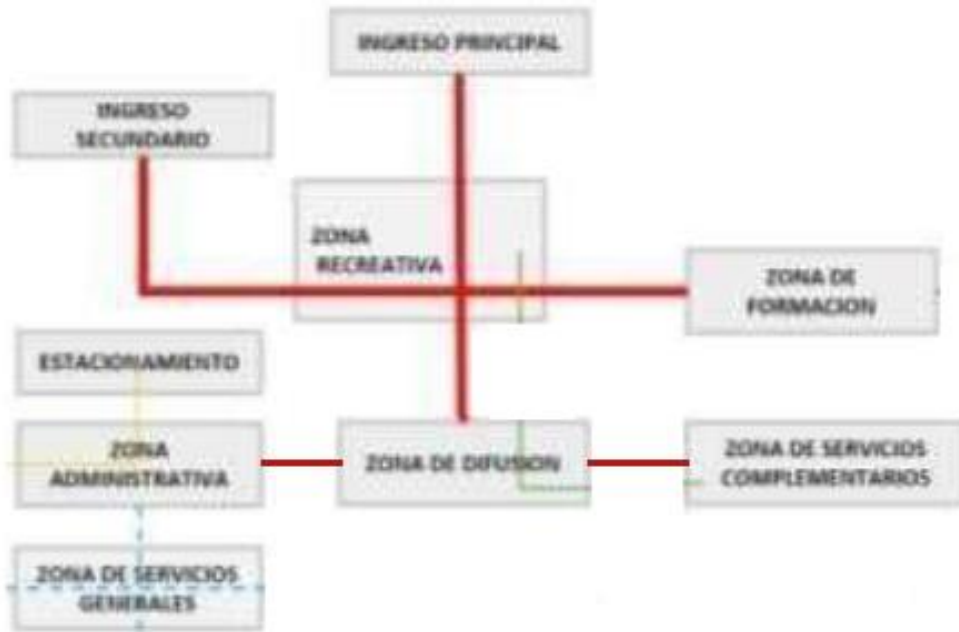 INGRESO PRINCIPAL
INGRESO
SECUNDARIO
ZONA
RECREATIVA
ZONA DE
FORMACION
ESTACIONAMIENTO
ZONA
ADMINISTRATIVA
ZONA DE DIFUSION
ZONA DE SERVICIOS
COMPLEMENTARIOS
ZONA DE SERVICIOS
GENERALES